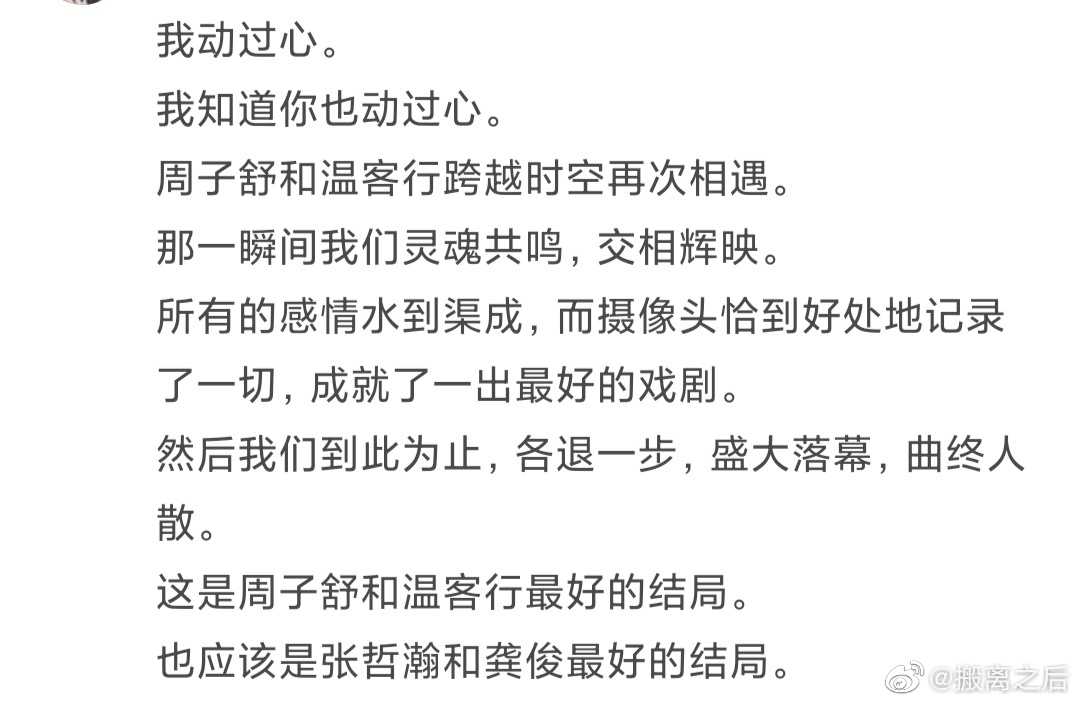 我动过心。
我知道你也动过心。
周子舒和温客行跨越时空再次相遇。
那一瞬间我们灵魂共鸣，交相辉映。
所有的感情水到渠成，而摄像头恰到好处地记录
了一切，成就了一出最好的戏剧。
然后我们到此为止，各退一步，盛大落幕，曲终人
散。
这是周子舒和温客行最好的结局。
也应该是张哲瀚和龚俊最好的结局。
@搬离之后